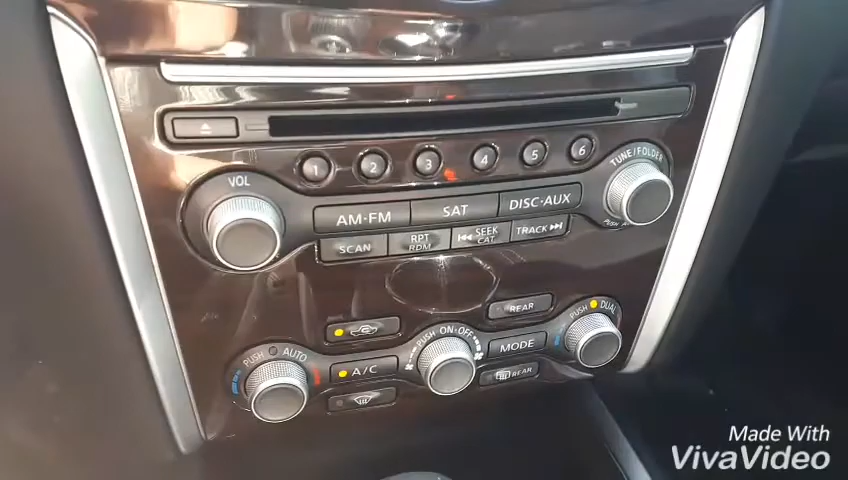 1 2 3 4 5 6
VOL
TUNE/FOLDER
AM·FM SAT DISC·AUX
PUSH
SCAN RPT RDM SEEK CAT TRACK
REAR
PUSH AUTO
PUSH ON·OFF
PUSH DUAL
A/C
MODE
REAR
Made With
VivaVideo